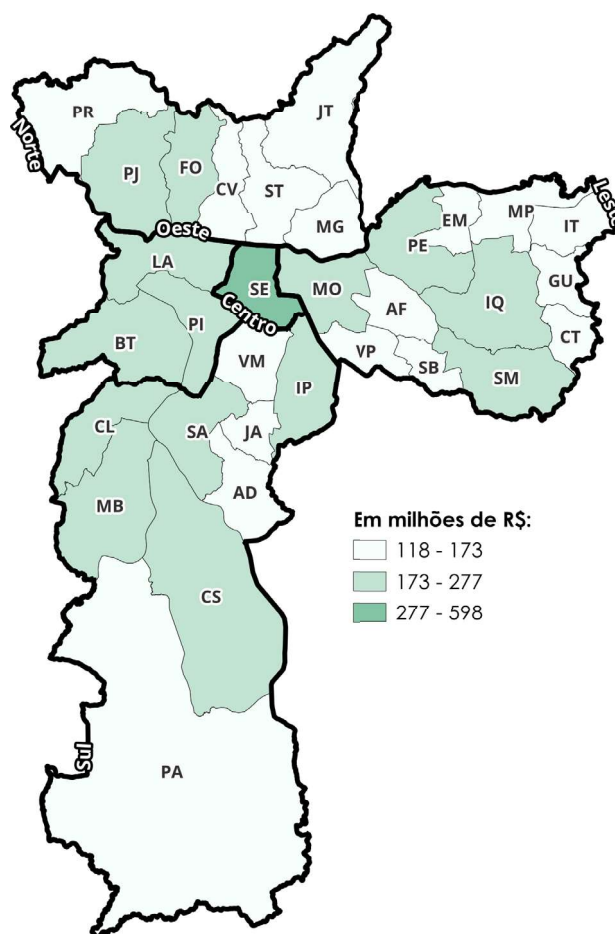 JT
PR
Norte
PJ
FO
CV
ST
MG
Oeste
Leste
EM
MP
IT
PE
LA
SE
MO
GU
IQ
AF
Centro
PI
BT
CT
VP
SB
SM
VM
IP
CL
SA
JA
AD
MB
Em milhões de R$:
118 - 173
173 - 277
277 - 598
CS
Sul
PA